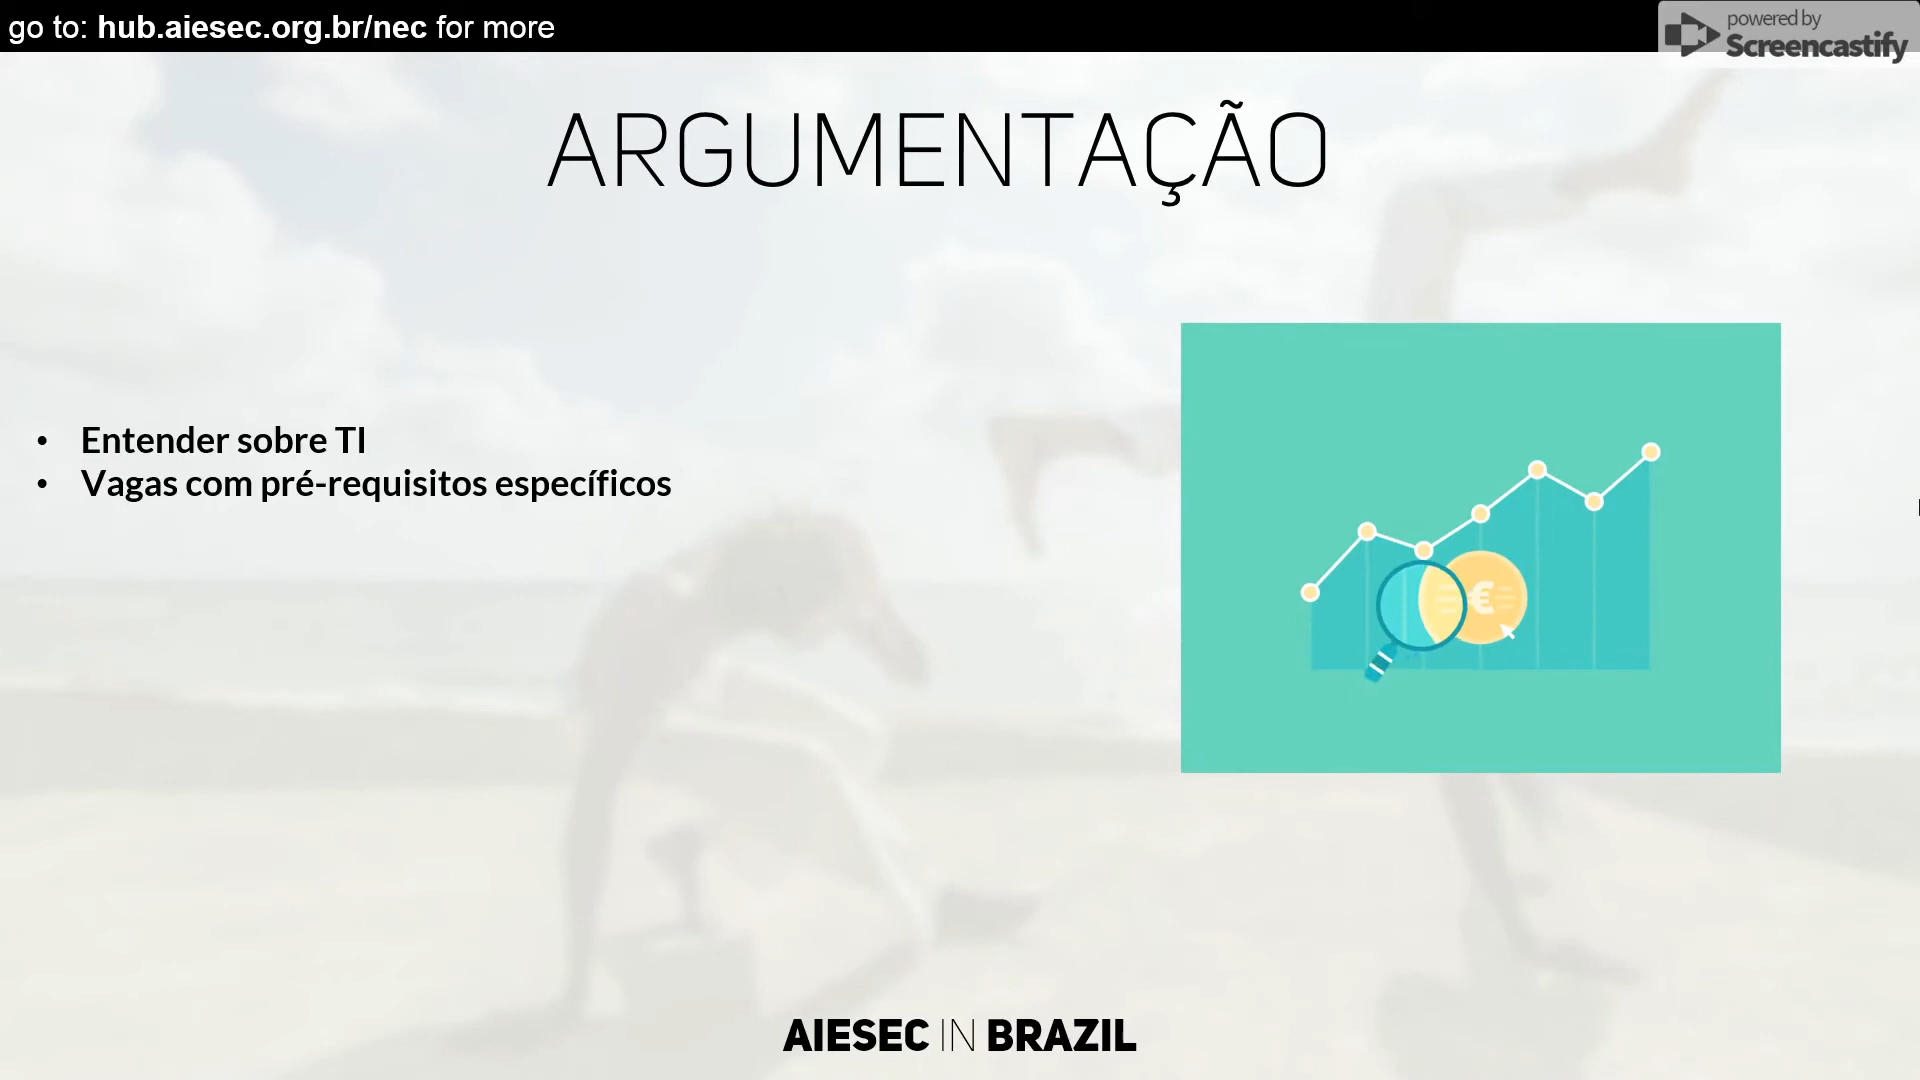 go to: hub.aiesec.org.br/nec for more
powered by
Screencastify
ARGUMENTAÇÃO
• Entender sobre TI
• Vagas com pré-requisitos específicos
€
AIESEC IN BRAZIL